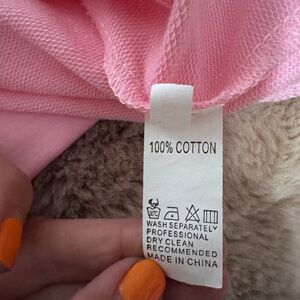 100% COTTON
WASH SEPARATELY
PROFESSIONAL
DRY CLEAN
RECOMMENDED
MADE IN CHINA